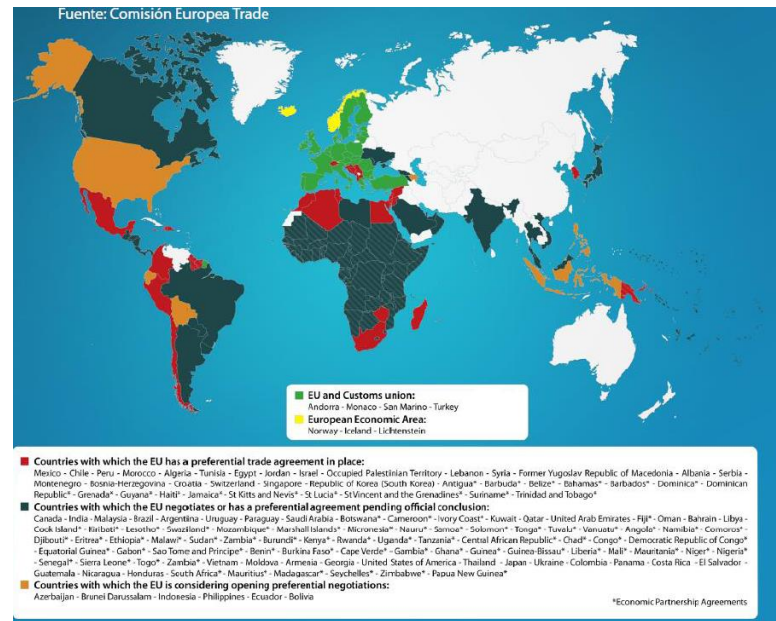 Fuente: Comisión Europea Trade
EU and Customs union:
Andorra - Monaco - San Marino - Turkey
European Economic Area:
Norway - Iceland - Lichtenstein
Countries with which the EU has a preferential trade agreement in place:
Mexico - Chile - Peru - Morocco - Algeria - Tunisia - Egypt - Jordan - Israel - Occupied Palestinian Territory - Lebanon - Syria - Former Yugoslav Republic of Macedonia - Albania - Serbia -
Montenegro - Bosnia-Herzegovina - Croatia - Switzerland - Singapore - Republic of Korea (South Korea) - Antigua* - Barbuda* - Belize* - Bahamas* - Barbados* - Dominica* - Dominican
Republic* - Grenada* - Guyana* - Haiti* - Jamaica* - St Kitts and Nevis* - St Lucia* - St Vincent and the Grenadines* - Suriname* - Trinidad and Tobago*
Countries with which the EU negotiates or has a preferential agreement pending official conclusion:
Canada - India - Malaysia - Brazil - Argentina - Uruguay - Paraguay - Saudi Arabia - Botswana* - Cameroon* - Ivory Coast* - Kuwait - Qatar - United Arab Emirates - Fiji* - Oman - Bahrain - Libya -
Cook Island* - Kiribati* - Lesotho* - Swaziland* - Mozambique* - Marshall Islands* - Micronesia* - Nauru* - Samoa* - Solomon* - Tonga* - Tuvalu* - Vanuatu* - Angola* - Namibia* - Comoros* -
Djibouti* - Eritrea* - Ethiopia* - Malawi* - Sudan* - Zambia* - Burundi* - Kenya* - Rwanda* - Uganda* - Tanzania* - Central African Republic* - Chad* - Congo* - Democratic Republic of Congo*
- Equatorial Guinea* - Gabon* - Sao Tome and Principe* - Benin* - Burkina Faso* - Cape Verde* - Gambia* - Ghana* - Guinea* - Guinea-Bissau* - Liberia* - Mali* - Mauritania* - Niger* - Nigeria*
- Senegal* - Sierra Leone* - Togo* - Zambia* - Vietnam - Moldova - Armenia - Georgia - United States of America - Thailand - Japan - Ukraine - Colombia - Panama - Costa Rica - El Salvador -
Guatemala - Nicaragua - Honduras - South Africa* - Mauritius* - Madagascar* - Seychelles* - Zimbabwe* - Papua New Guinea*
Countries with which the EU is considering opening preferential negotiations:
Azerbaijan - Brunei Darussalam - Indonesia - Philippines - Ecuador - Bolivia
*Economic Partnership Agreements